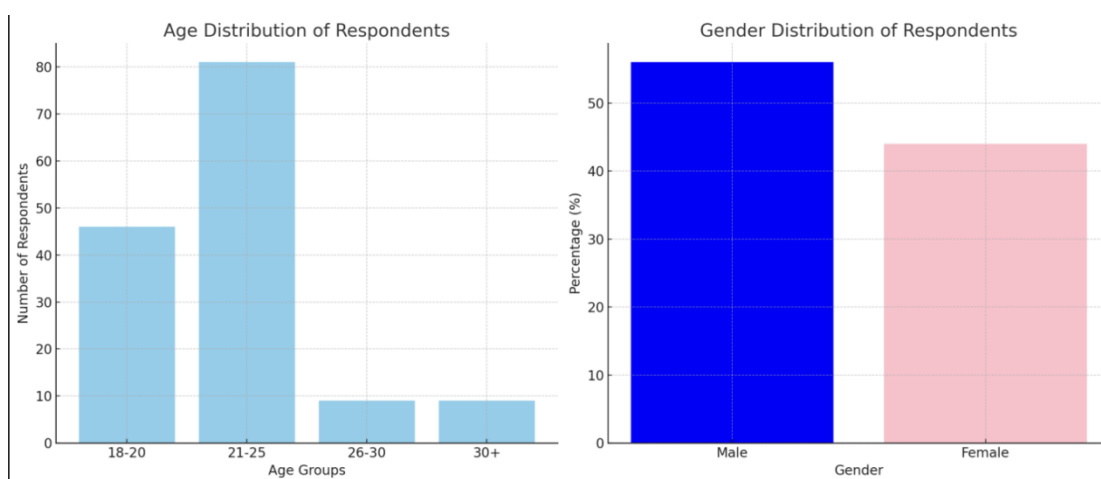 Age Distribution of Respondents
Number of Respondents
80
70
60
50
40
30
20
10
0
18-20
21-25
26-30
30+
Age Groups
Gender Distribution of Respondents
Percentage (%)
50
40
30
20
10
0
Male
Female
Gender